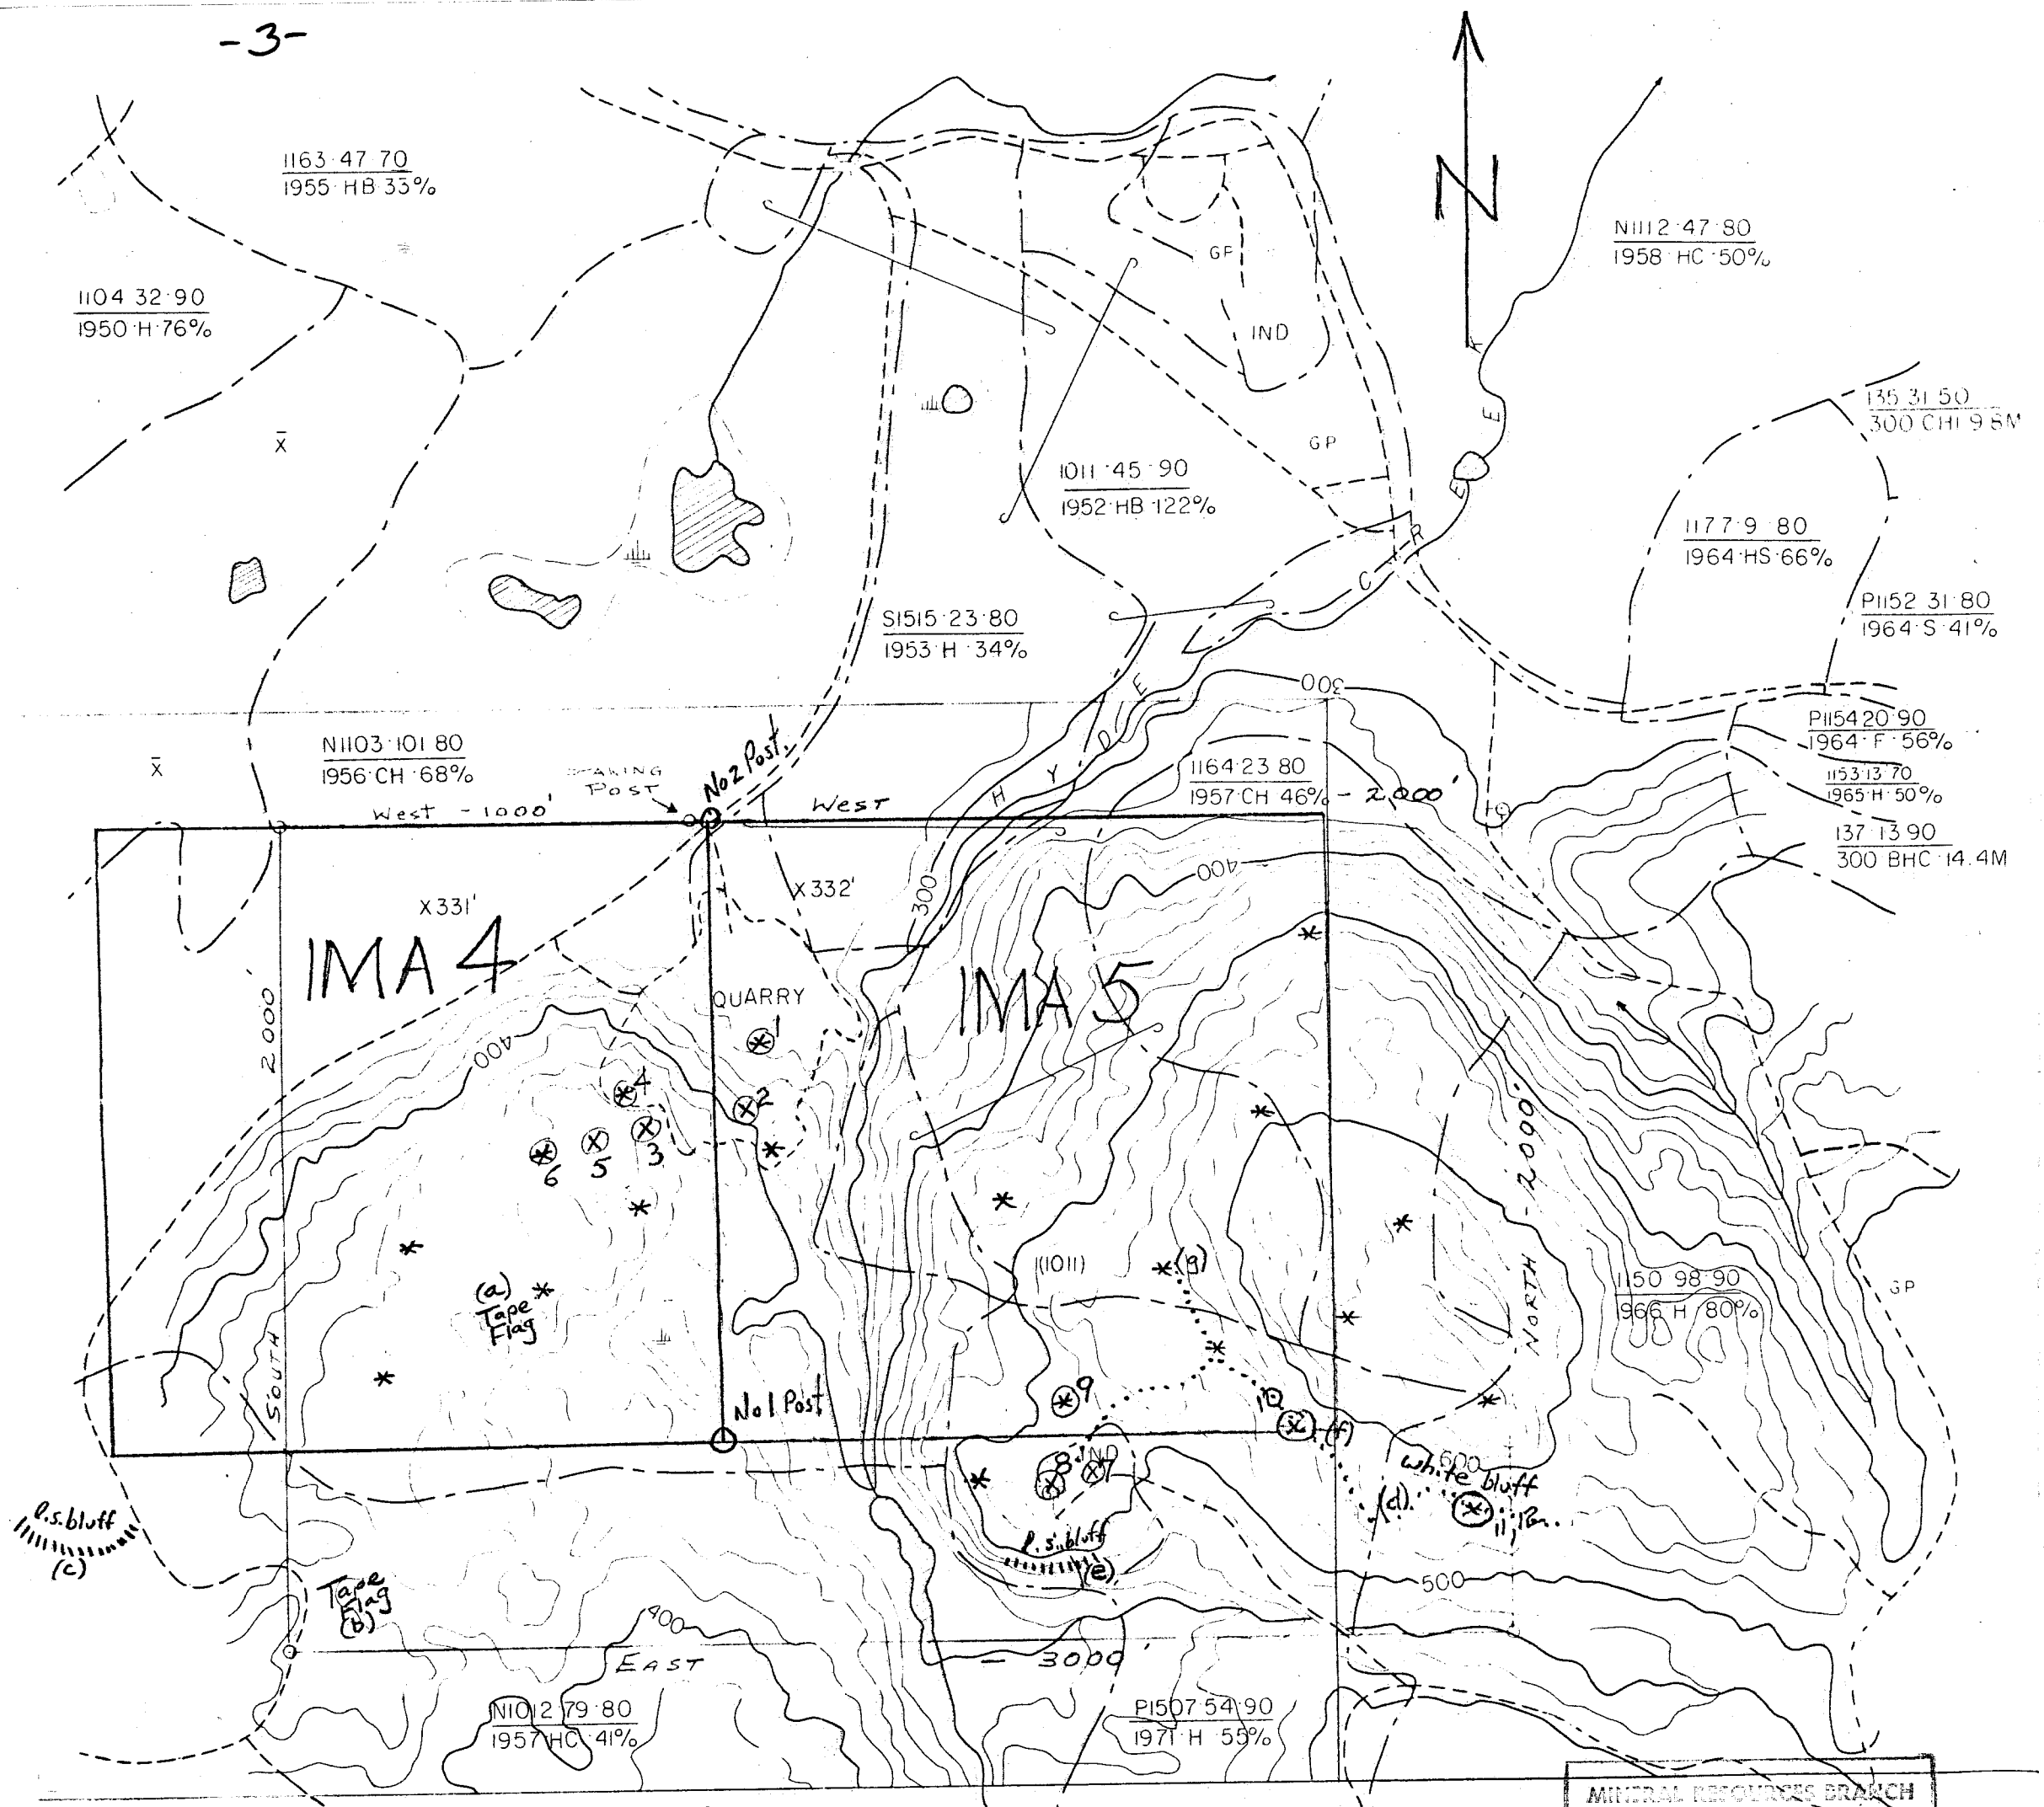 -3-
N
1163·47·70
1955·HB·33%
1104 32·90
1950·H·76%
N1112·47·80
1958·HC·50%
GP
IND
GP
135 31 50
300 CHI 9 8M
X
1011·45·90
1952·HB·122%
1177·9·80
1964·HS·66%
P1152 31·80
1964·S·41%
S1515·23·80
1953·H·34%
HYDE CREEK
300
N1103·101 80
1956·CH·68%
X
STAKING
POST
No 2 Post.
1164·23 80
1957·CH 46%
P1154 20·90
1964·F·56%
1153·13·70
1965·H·50%
137·13 90
300 BHC·14.4M
West - 1000'
West - 2,000'
X331'
X332'
300
400
IMA 4
IMA 5
QUARRY
1
2000
400
4
2
3
5
6
NORTH - 2000'
(a)
Tape
Flag
(g)
(1011)
1150 98·90
1966 H /80%
GP
SOUTH
No 1 Post
9
10
(f)
8
7
IND
600
white bluff
(d)
11
l.s. bluff
(c)
l.s. bluff
(e)
Tape
Flag
(b)
500
400
EAST - 3000'
N1012 79·80
1957 HC·41%
P1507·54·90
1971·H·55%
MINERAL RESOURCES BRANCH